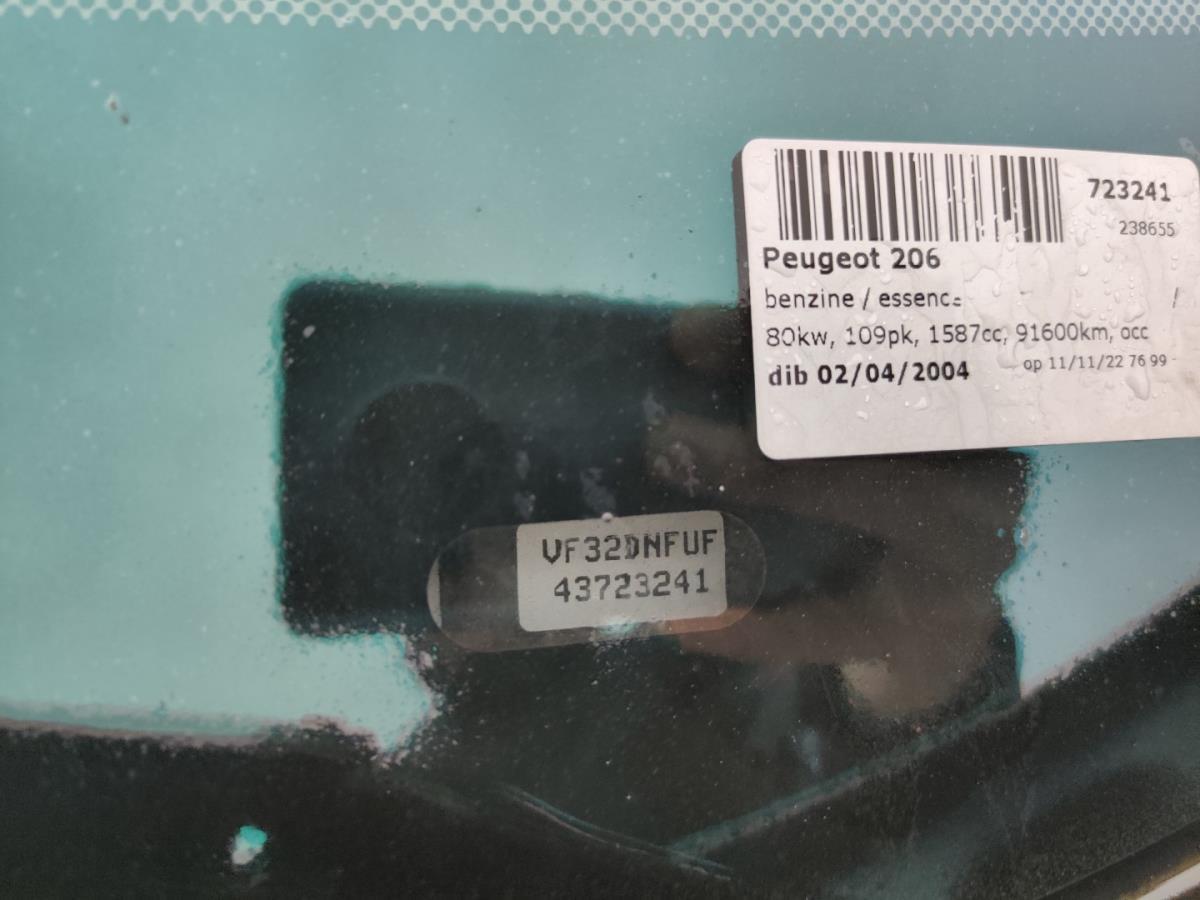 723241
238655
Peugeot 206
benzine / essence /
80kw, 109pk, 1587cc, 91600km, occ
dib 02/04/2004
op 11/11/22 76 99
VF32DNFUF
43723241